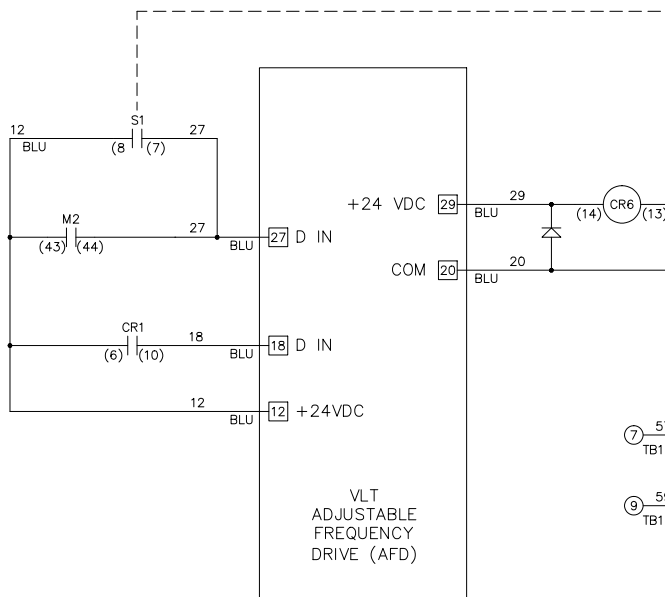 S1
12
27
BLU
(8
(7)
M2
27
(43)
(44)
BLU
27
D IN
CR1
18
(6)
(10)
BLU
18
D IN
12
BLU
12
+24VDC
+24 VDC
29
29
BLU
(14)
CR6
(13)
COM
20
20
BLU
7
TB1
9
TB1
VLT
ADJUSTABLE
FREQUENCY
DRIVE (AFD)